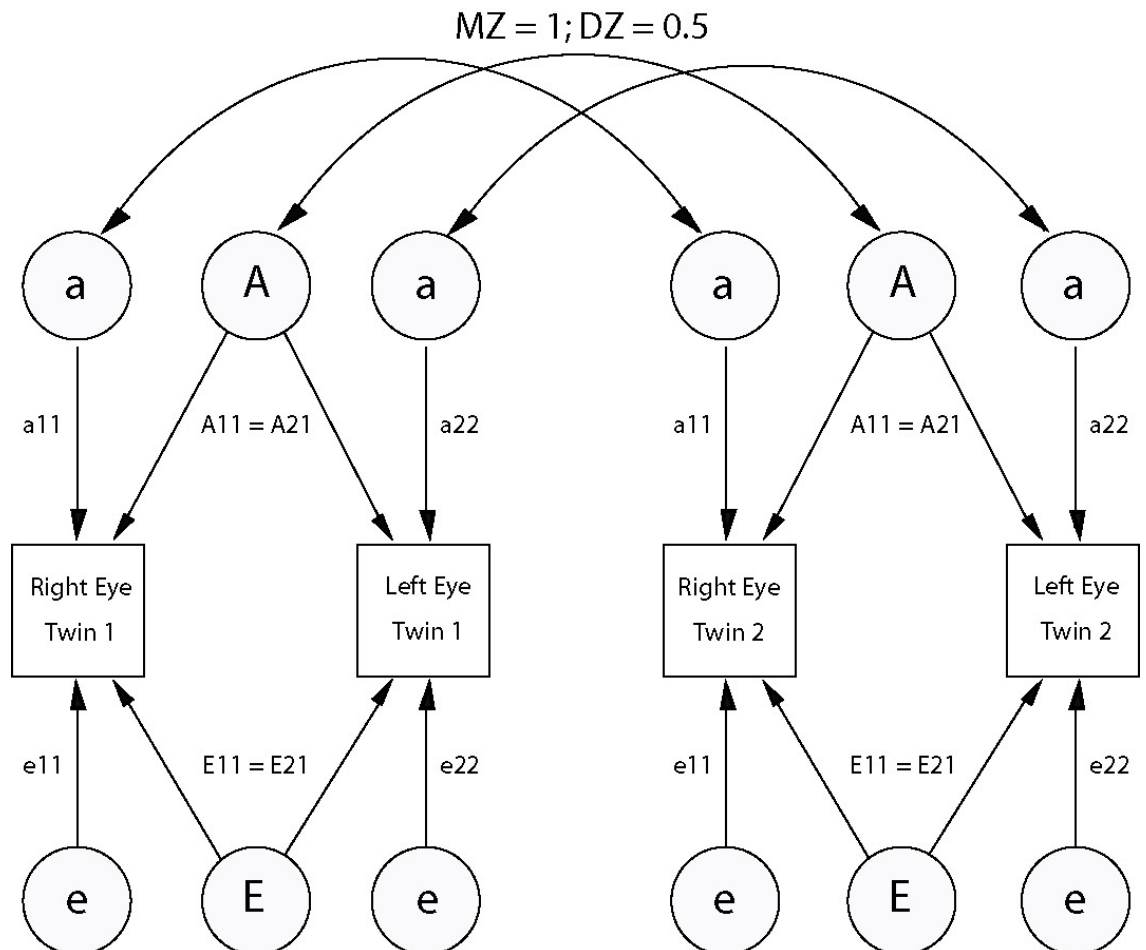 MZ = 1; DZ = 0.5
a A a a A a
a11 A11 = A21 a22 a11 A11 = A21 a22
Right Eye Left Eye Right Eye Left Eye
Twin 1 Twin 1 Twin 2 Twin 2
e11 E11 = E21 e22 e11 E11 = E21 e22
e E e e E e